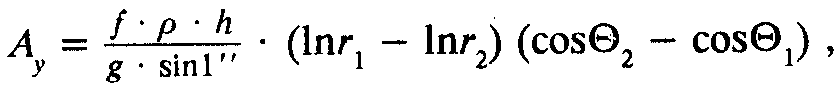 A_y = \frac{f \cdot \rho \cdot h}{g \cdot \sin 1''} \cdot (\ln r_1 - \ln r_2) (\cos\Theta_2 - \cos\Theta_1) ,